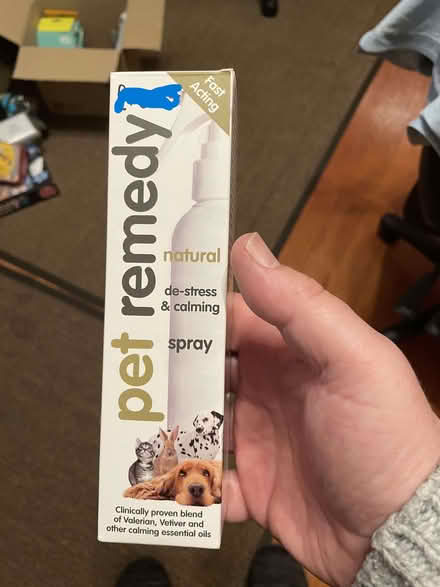 Fast
Acting
pet remedy
natural
de-stress
& calming
spray
Clinically proven blend
of Valerian, Vetiver and
other calming essential oils